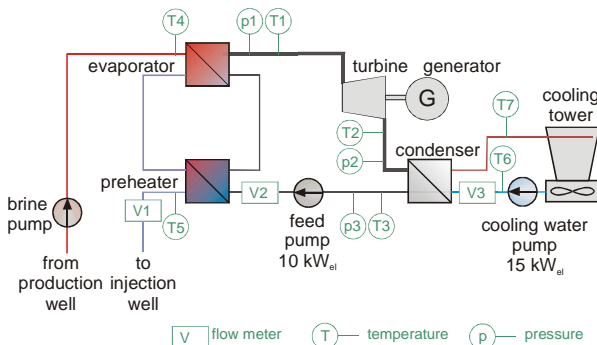 T4
p1
T1
evaporator
turbine
generator
G
cooling
tower
T7
T2
p2
condenser
T6
preheater
V1
T5
V2
V3
brine
pump
feed
pump
10 kWel
p3
T3
cooling water
pump
15 kWel
from
production
well
to
injection
well
V flow meter
T temperature
p pressure